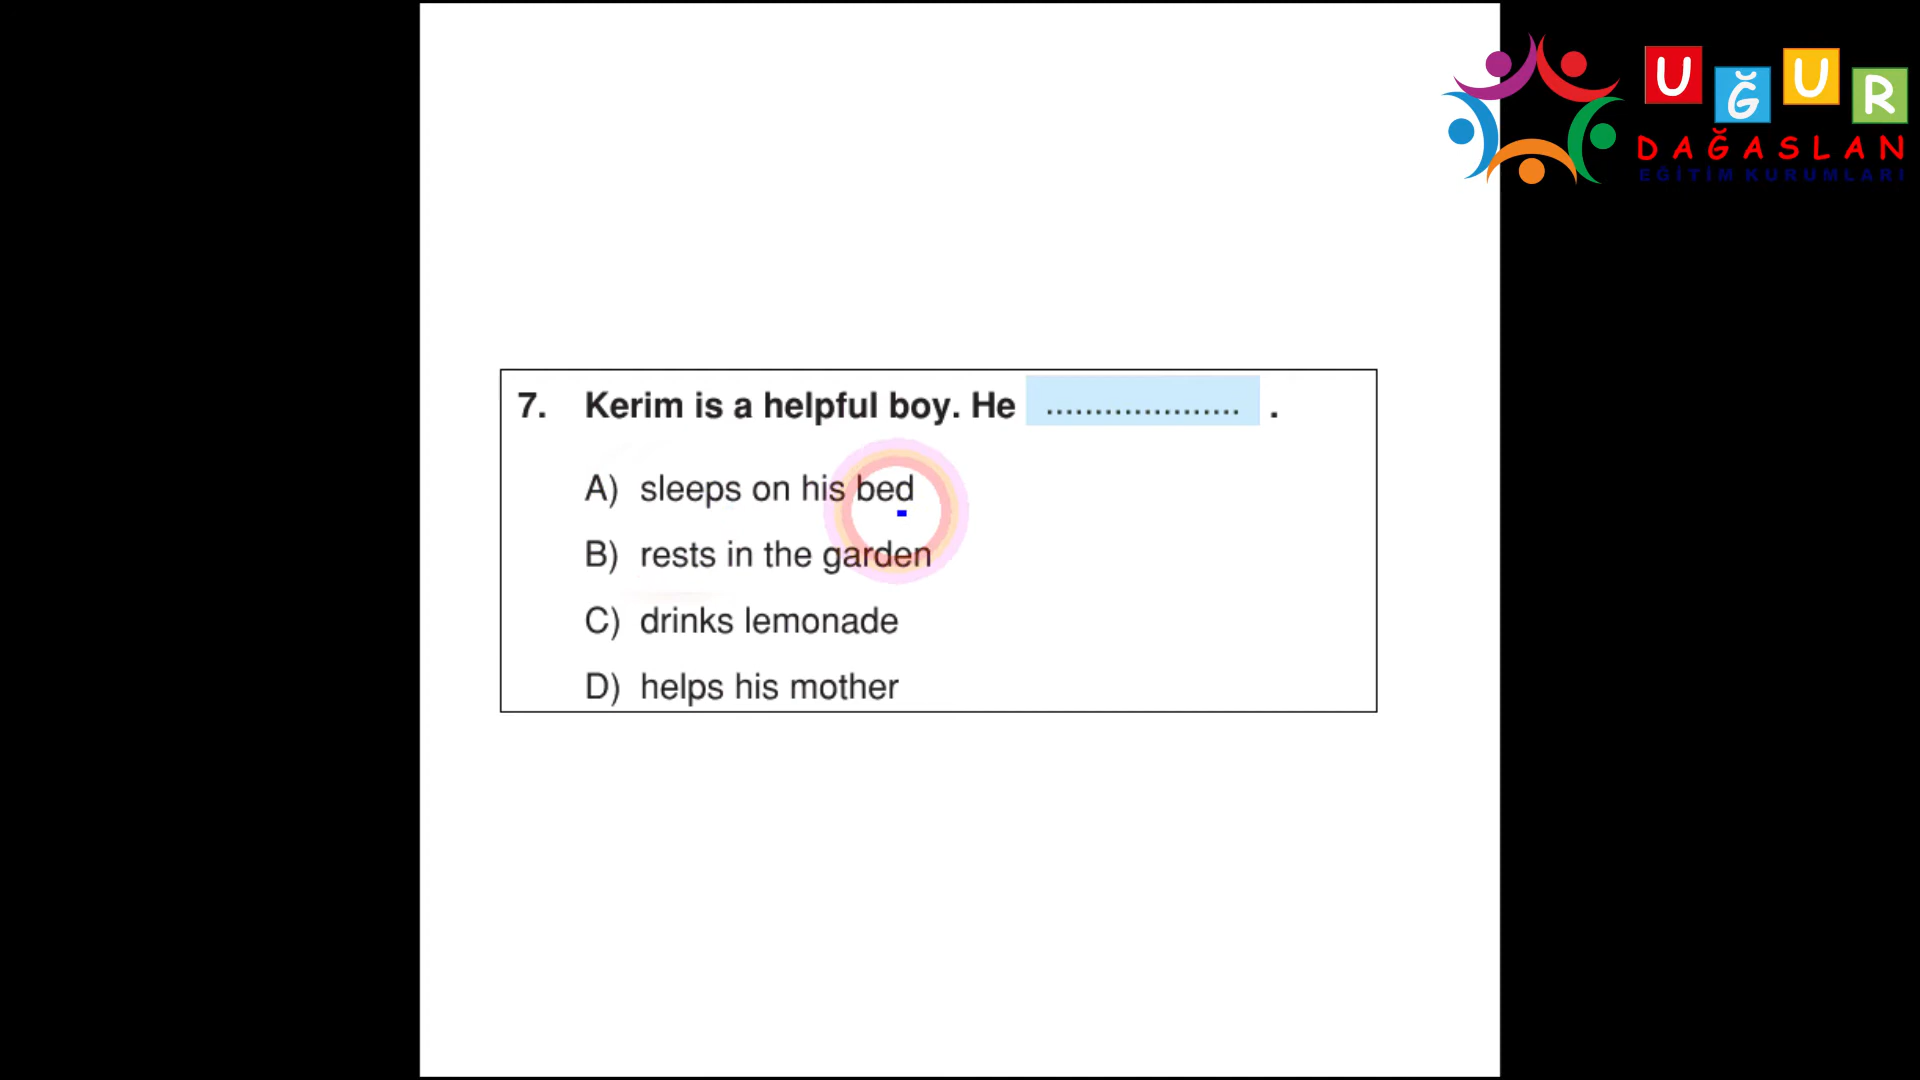 UĞUR
DAĞASLAN
EĞİTİM KURUMLARI
7. Kerim is a helpful boy. He .................... .
A) sleeps on his bed
B) rests in the garden
C) drinks lemonade
D) helps his mother